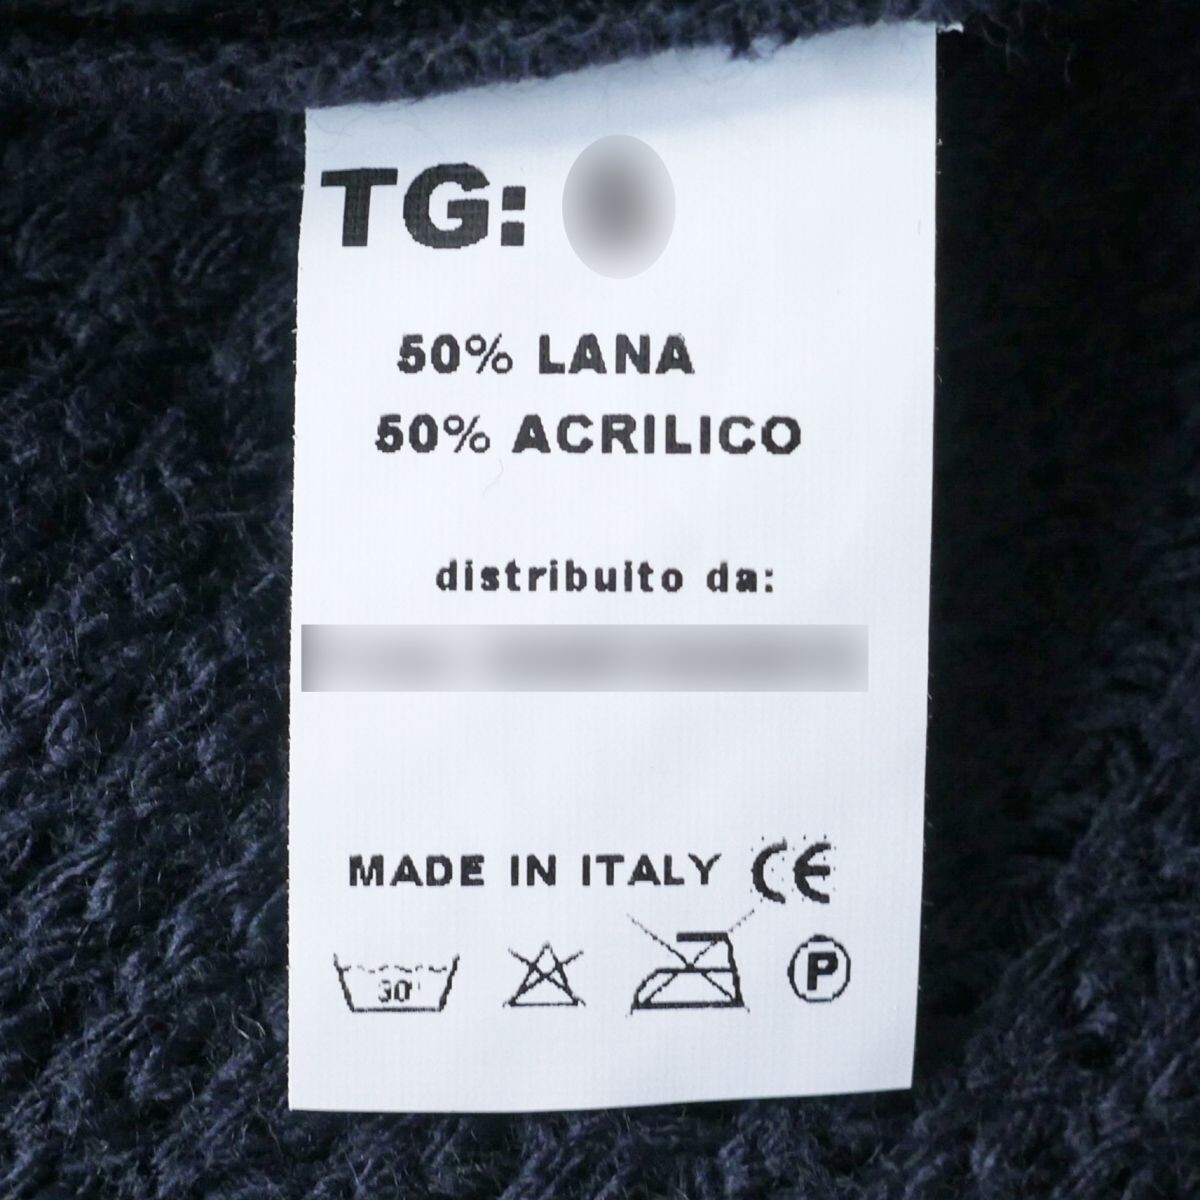 TG:
50% LANA
50% ACRILICO
distribuito da:
MADE IN ITALY CE
30°
P